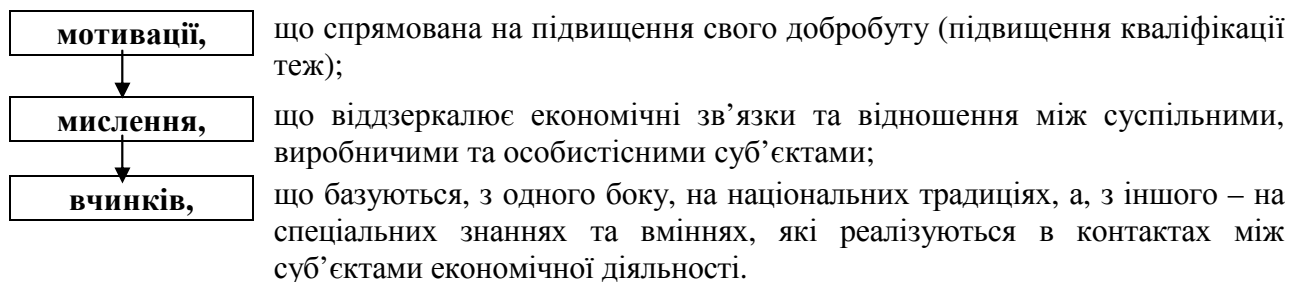 мотивації, що спрямована на підвищення свого добробуту (підвищення кваліфікації
теж);
мислення, що віддзеркалює економічні зв’язки та відношення між суспільними,
виробничими та особистісними суб’єктами;
вчинків, що базуються, з одного боку, на національних традиціях, а, з іншого – на
спеціальних знаннях та вміннях, які реалізуються в контактах між
суб’єктами економічної діяльності.